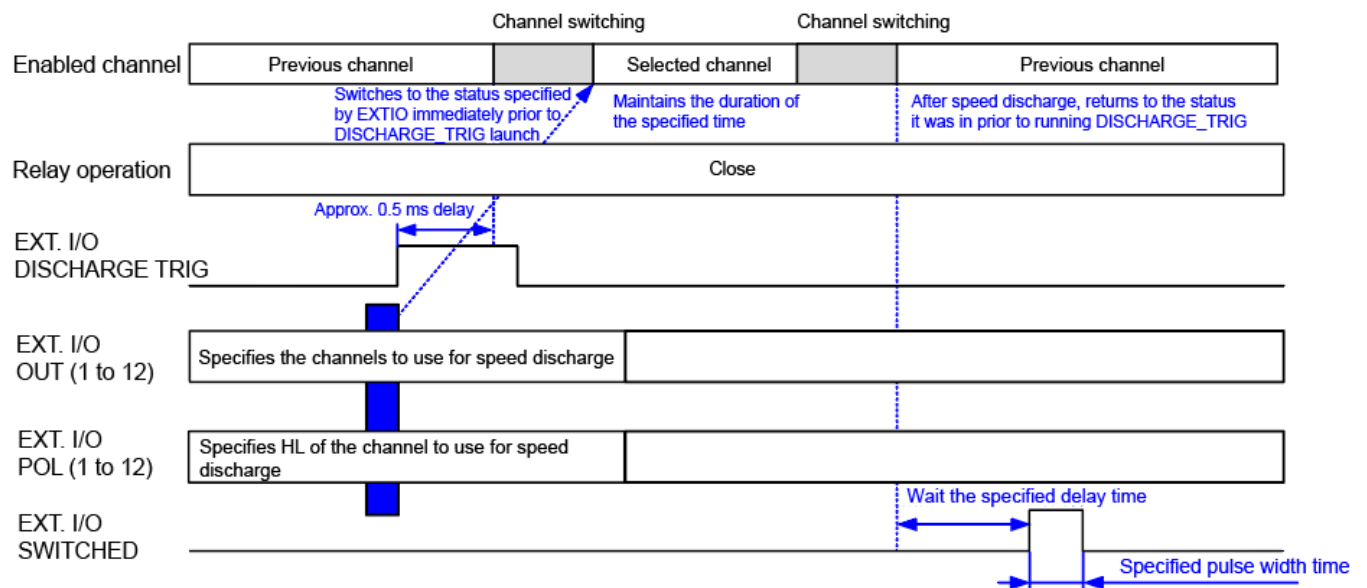 Channel switching
Channel switching
Enabled channel
Previous channel
Selected channel
Previous channel
Switches to the status specified
by EXTIO immediately prior to
DISCHARGE_TRIG launch
Maintains the duration of
the specified time
After speed discharge, returns to the status
it was in prior to running DISCHARGE_TRIG
Relay operation
Close
Approx. 0.5 ms delay
EXT. I/O
DISCHARGE TRIG
EXT. I/O
OUT (1 to 12)
Specifies the channels to use for speed discharge
EXT. I/O
POL (1 to 12)
Specifies HL of the channel to use for speed
discharge
Wait the specified delay time
EXT. I/O
SWITCHED
Specified pulse width time